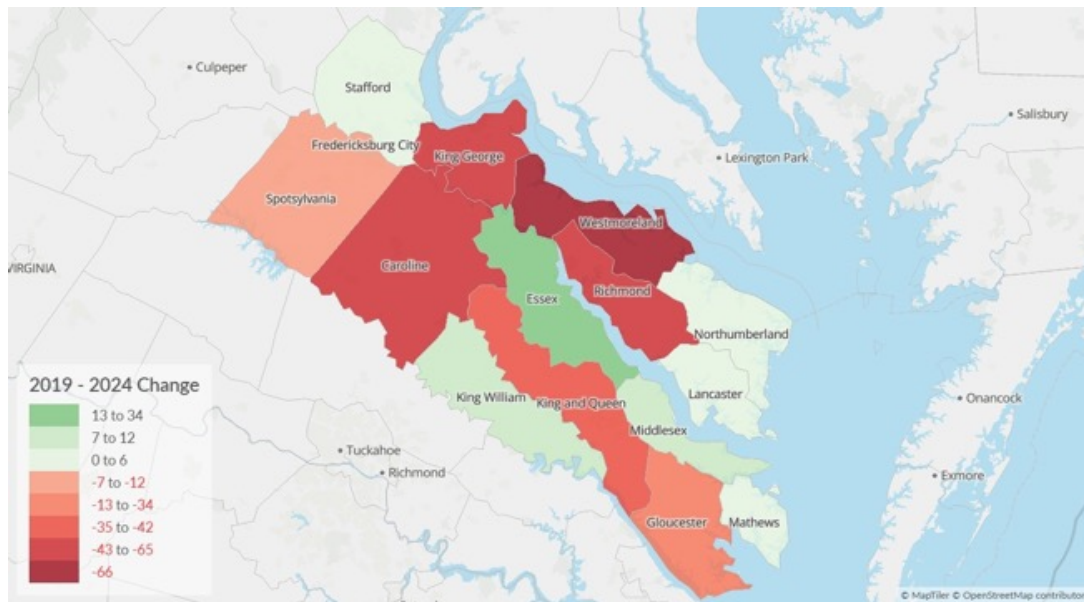 Culpeper
Stafford
Salisbury
Fredericksburg City
King George
Lexington Park
Spotsylvania
Westmoreland
VIRGINIA
Caroline
Richmond
Essex
Northumberland
2019 - 2024 Change
13 to 34
7 to 12
0 to 6
-7 to -12
-13 to -34
-35 to -42
-43 to -65
-66
King William
King and Queen
Lancaster
Onancock
Middlesex
Tuckahoe
Richmond
Exmore
Gloucester
Mathews
© MapTiler © OpenStreetMap contributor